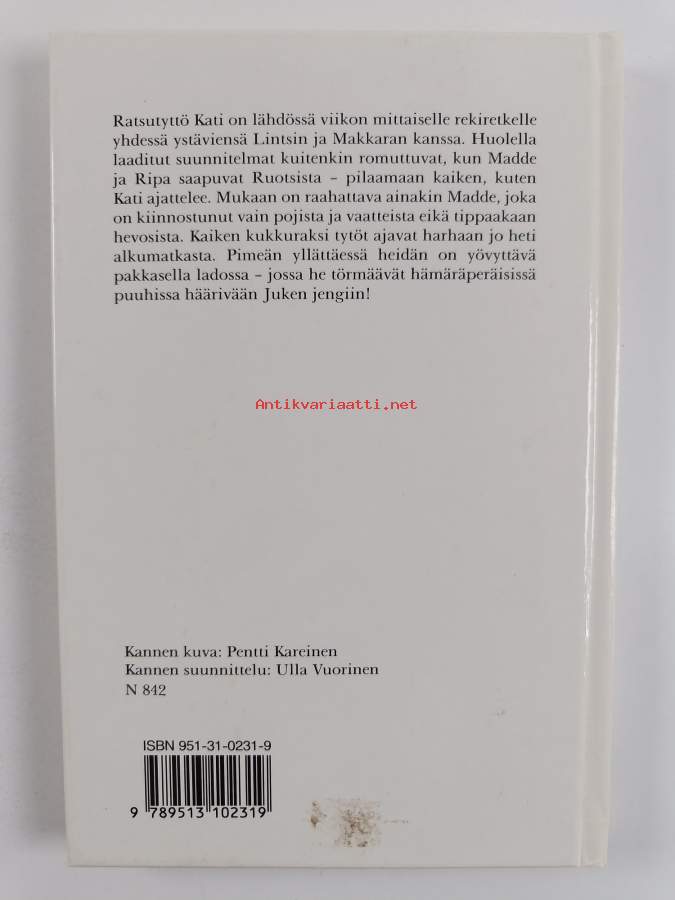 Ratsutyttö Kati on lähdössä viikon mittaiselle rekiretkelle
yhdessä ystäviensä Lintsin ja Makkaran kanssa. Huolella
laaditut suunnitelmat kuitenkin romuttuvat, kun Madde
ja Ripa saapuvat Ruotsista – pilaamaan kaiken, kuten
Kati ajattelee. Mukaan on raahattava ainakin Madde, joka
on kiinnostunut vain pojista ja vaatteista eikä tippaakaan
hevosista. Kaiken kukkuraksi tytöt ajavat harhaan jo heti
alkumatkasta. Pimeän yllättäessä heidän on yövyttävä
pakkasella ladossa – jossa he törmäävät hämäräperäisissä
puuhissa häärivään Juken jengiin!
Antikvariaatti.net
Kannen kuva: Pentti Kareinen
Kannen suunnittelu: Ulla Vuorinen
N 842
ISBN 951-31-0231-9
9 789513 102319